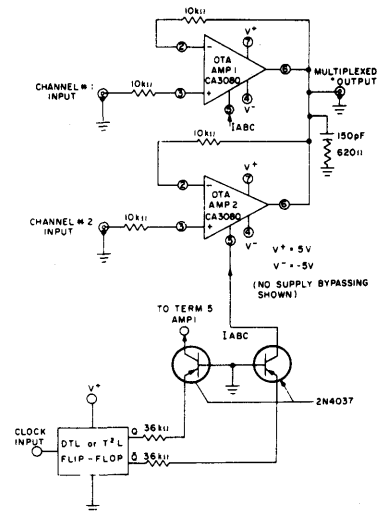 10kΩ
V+
②
⑦
OTA
AMP 1
CA3080
⑥
MULTIPLEXED
OUTPUT
CHANNEL # 1
INPUT
10kΩ
③
④
V-
⑤
IABC
10kΩ
150pF
620Ω
V+
②
⑦
OTA
AMP 2
CA3080
⑥
CHANNEL # 2
INPUT
10kΩ
③
④
V-
⑤
V+ = 5V
V- = -5V
(NO SUPPLY BYPASSING
SHOWN)
TO TERM 5
AMP1
IABC
2N4037
V+
CLOCK
INPUT
DTL or T²L
FLIP-FLOP
Q 36kΩ
Q̄ 36kΩ